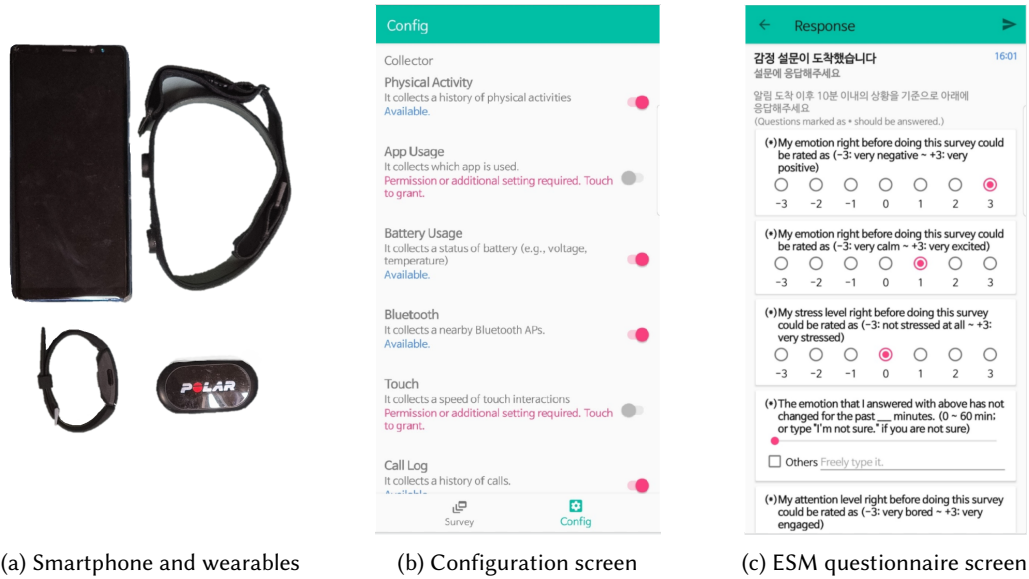 POLAR
(a) Smartphone and wearables
Config
Collector
Physical Activity
It collects a history of physical activities
Available.
App Usage
It collects which app is used.
Permission or additional setting required. Touch
to grant.
Battery Usage
It collects a status of battery (e.g., voltage,
temperature)
Available.
Bluetooth
It collects a nearby Bluetooth APs.
Available.
Touch
It collects a speed of touch interactions
Permission or additional setting required. Touch
to grant.
Call Log
It collects a history of calls.
Available
Survey
Config
(b) Configuration screen
Response
감정 설문이 도착했습니다
16:01
설문에 응답해주세요
알림 도착 이후 10분 이내의 상황을 기준으로 아래에
응답해주세요
(Questions marked as * should be answered.)
(*)My emotion right before doing this survey could
be rated as (-3: very negative ~ +3: very
positive)
-3 -2 -1 0 1 2 3
(*)My emotion right before doing this survey could
be rated as (-3: very calm ~ +3: very excited)
-3 -2 -1 0 1 2 3
(*)My stress level right before doing this survey
could be rated as (-3: not stressed at all ~ +3:
very stressed)
-3 -2 -1 0 1 2 3
(*)The emotion that I answered with above has not
changed for the past ___ minutes. (0 ~ 60 min;
or type "I'm not sure." if you are not sure)
Others Freely type it.
(*)My attention level right before doing this survey
could be rated as (-3: very bored ~ +3: very
engaged)
(c) ESM questionnaire screen